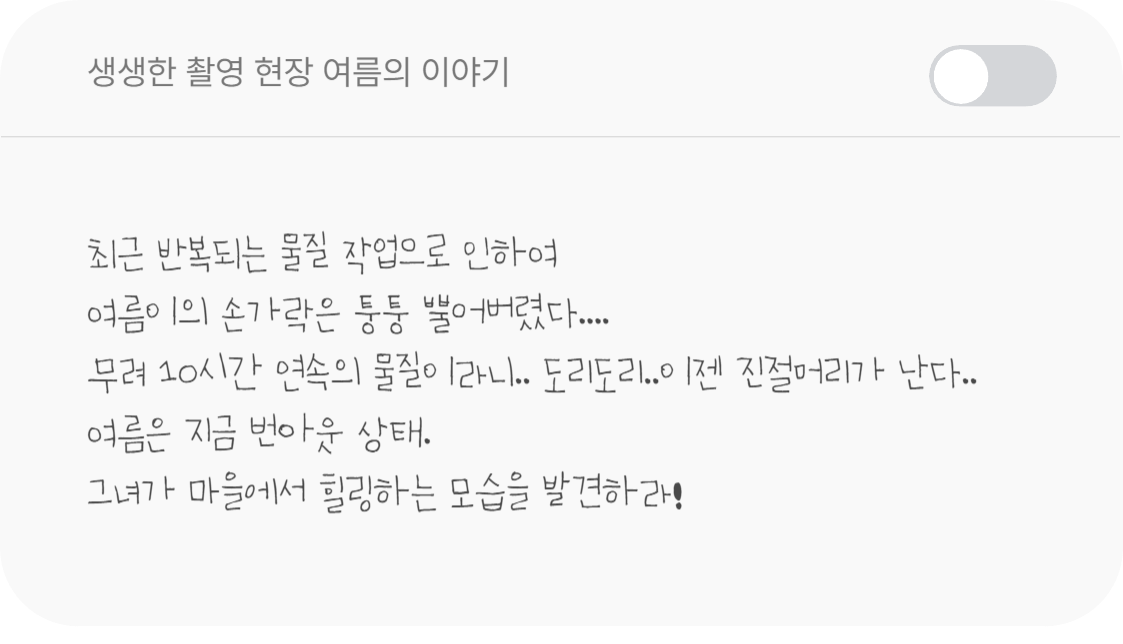 생생한 촬영 현장 여름의 이야기
최근 반복되는 물질 작업으로 인하여
여름이의 손가락은 퉁퉁 뿔어버렸다....
무려 10시간 연속의 물질이라니.. 도리도리..이젠 진절머리가 난다..
여름은 지금 번아웃 상태.
그녀가 마을에서 힐링하는 모습을 발견하라!